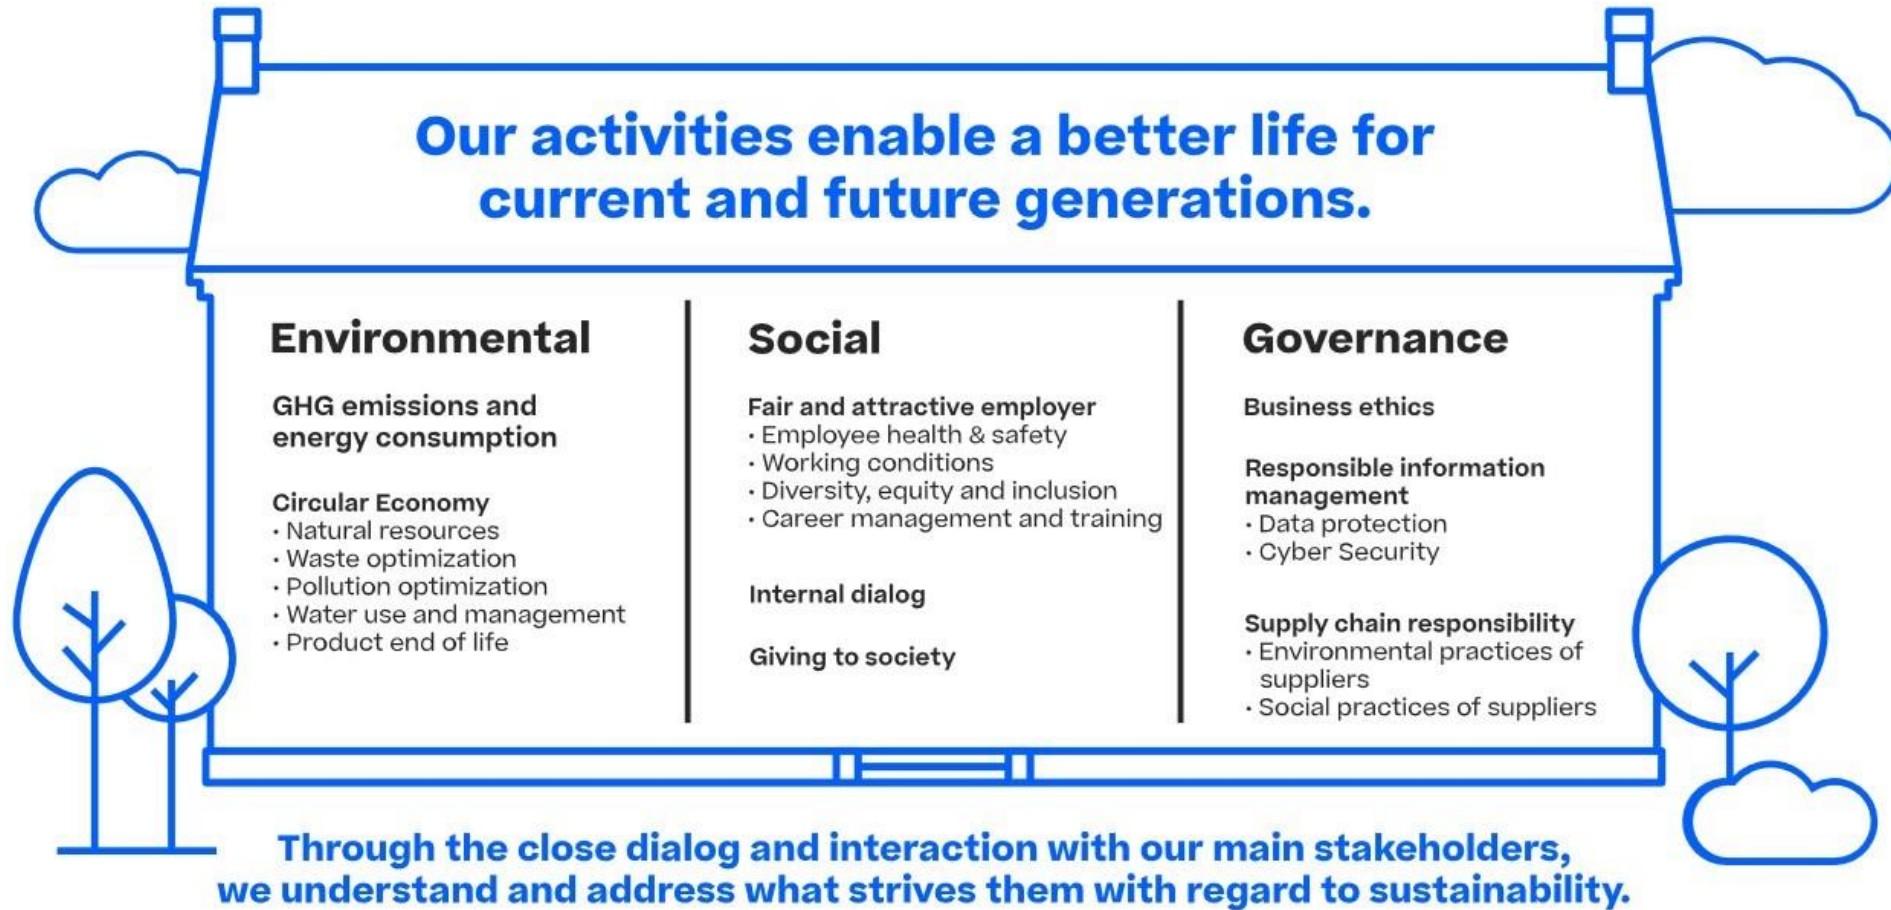 Our activities enable a better life for
current and future generations.
Environmental
GHG emissions and
energy consumption
Circular Economy
· Natural resources
· Waste optimization
· Pollution optimization
· Water use and management
· Product end of life
Social
Fair and attractive employer
· Employee health & safety
· Working conditions
· Diversity, equity and inclusion
· Career management and training
Internal dialog
Giving to society
Governance
Business ethics
Responsible information
management
· Data protection
· Cyber Security
Supply chain responsibility
· Environmental practices of
suppliers
· Social practices of suppliers
Through the close dialog and interaction with our main stakeholders,
we understand and address what strives them with regard to sustainability.